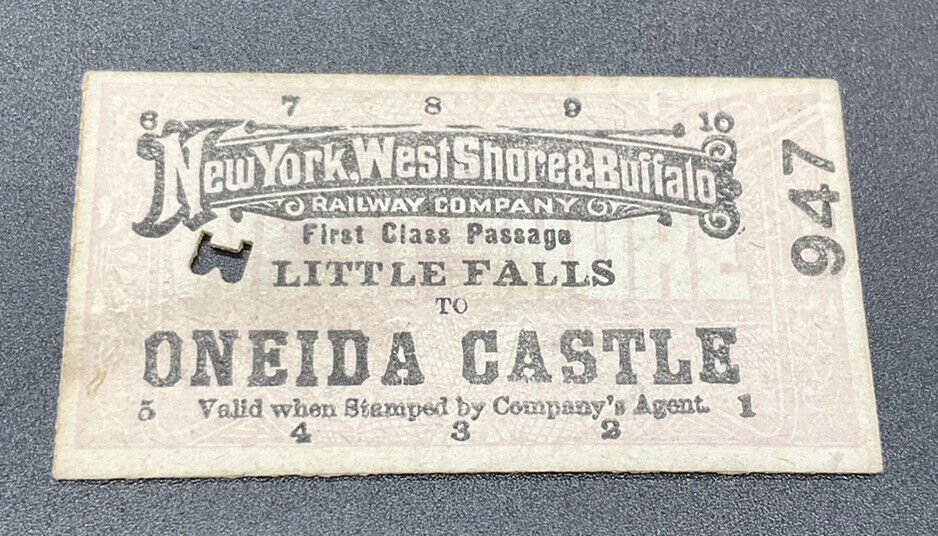 6 7 8 9 10
New York, West Shore & Buffalo
RAILWAY COMPANY
First Class Passage
LITTLE FALLS
TO
ONEIDA CASTLE
5 Valid when Stamped by Company's Agent. 1
4 3 2
947